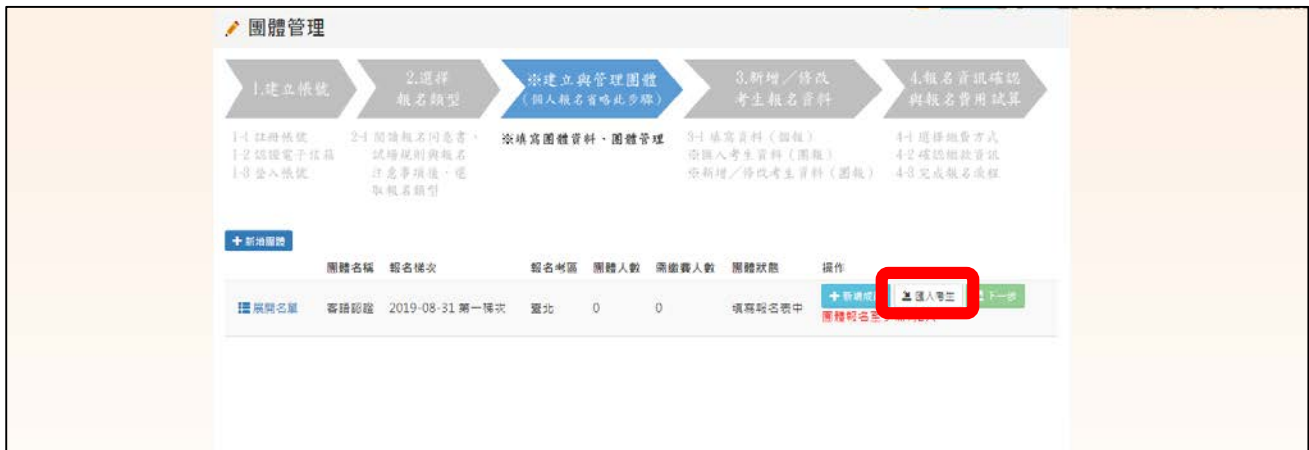 團體管理
1.建立帳號
2.選擇
報名類型
※建立與管理團體
(個人報名省略此步驟)
3.新增／修改
考生報名資料
4.報名資訊確認
與報名費用試算
1-1 註冊帳號
1-2 認證電子信箱
1-3 登入帳號
2-1 閱讀報名同意書、
試場規則與報名
注意事項後，選
取報名類型
※填寫團體資料、團體管理
3-1 填寫資料（個報）
※匯入考生資料（團報）
※新增／修改考生資料（團報）
4-1 選擇繳費方式
4-2 確認繳款資訊
4-3 完成報名流程
新增團體
團體名稱 報名梯次 報名考區 團體人數 需繳費人數 團體狀態 操作
展開名單 客語認證 2019-08-31 第一梯次 臺北 0 0 填寫報名表中 新增成 匯入考生 下一步
團體報名至